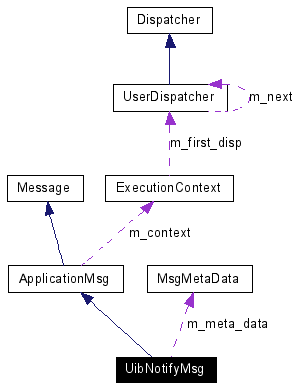 Dispatcher
UserDispatcher
m_next
m_first_disp
Message
ExecutionContext
m_context
ApplicationMsg
MsgMetaData
m_meta_data
UibNotifyMsg